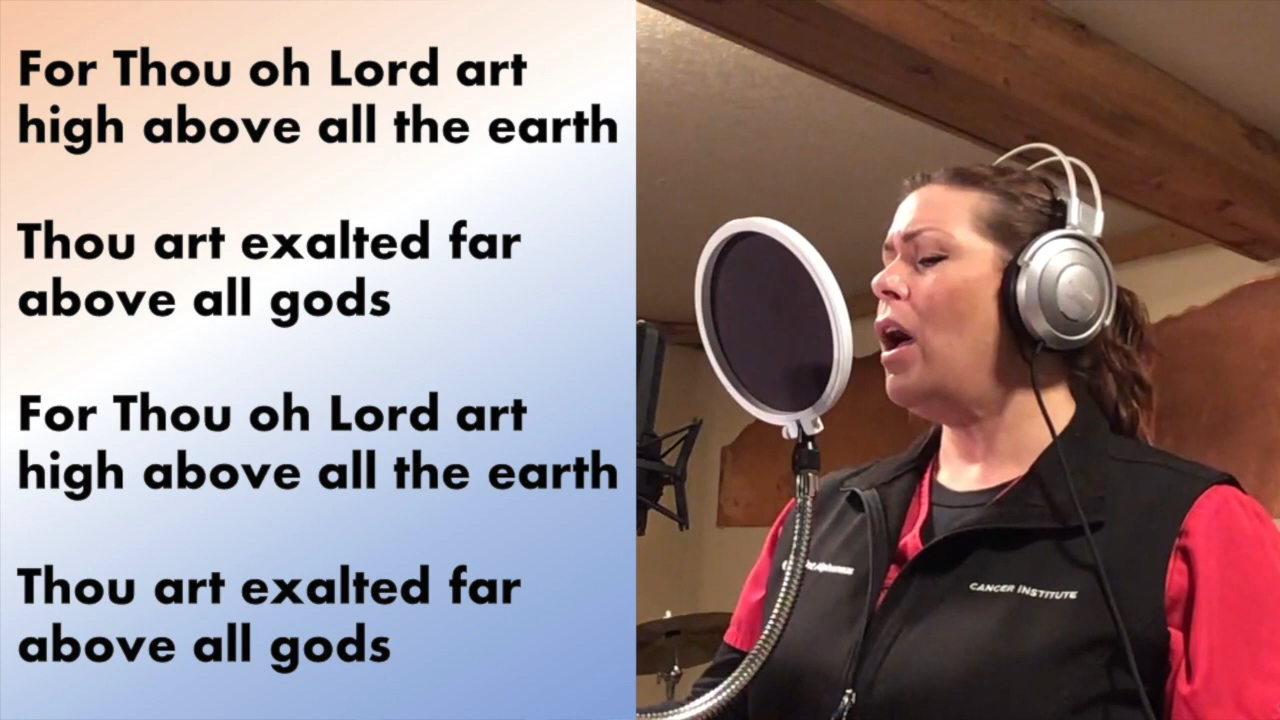 For Thou oh Lord art
high above all the earth
Thou art exalted far
above all gods
For Thou oh Lord art
high above all the earth
Thou art exalted far
above all gods
CANCER INSTITUTE